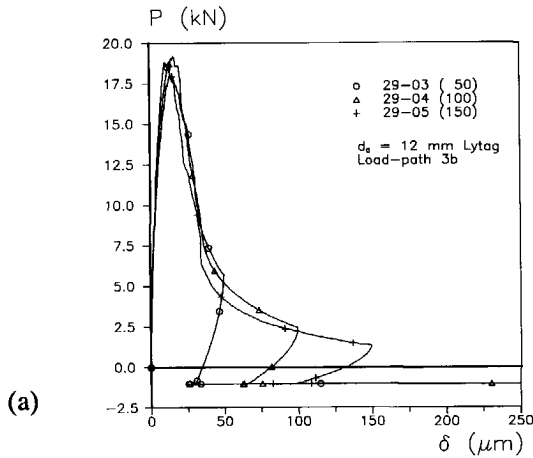 P (kN)
20.0
17.5
15.0
12.5
10.0
7.5
5.0
2.5
0.0
-2.5
29-03 ( 50)
29-04 (100)
29-05 (150)
da = 12 mm Lytag
Load-path 3b
0 50 100 150 200 250
δ (μm)
(a)